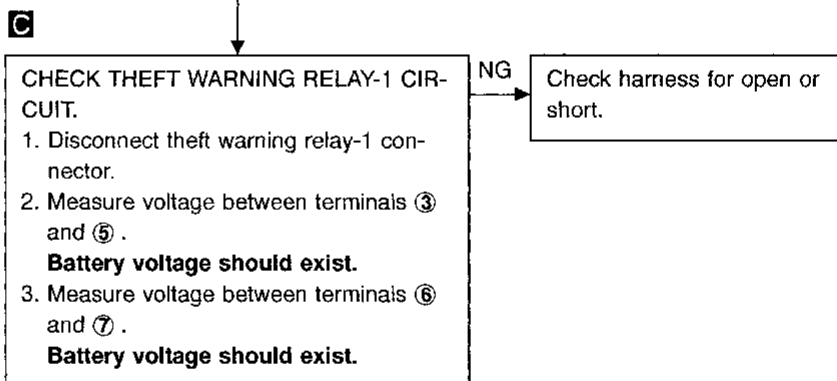 C
CHECK THEFT WARNING RELAY-1 CIR-
CUIT.
1. Disconnect theft warning relay-1 con-
nector.
2. Measure voltage between terminals ③
and ⑤ .
Battery voltage should exist.
3. Measure voltage between terminals ⑥
and ⑦ .
Battery voltage should exist.
NG
Check harness for open or
short.